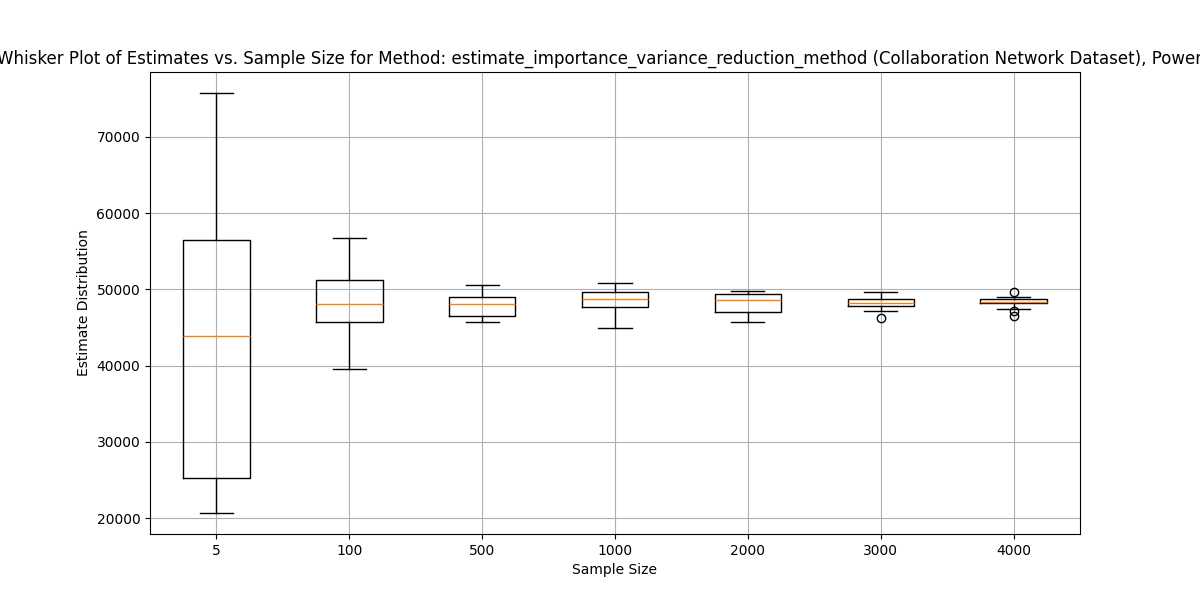 Whisker Plot of Estimates vs. Sample Size for Method: estimate_importance_variance_reduction_method (Collaboration Network Dataset), Power
70000
60000
50000
40000
30000
20000
Estimate Distribution
5 100 500 1000 2000 3000 4000
Sample Size